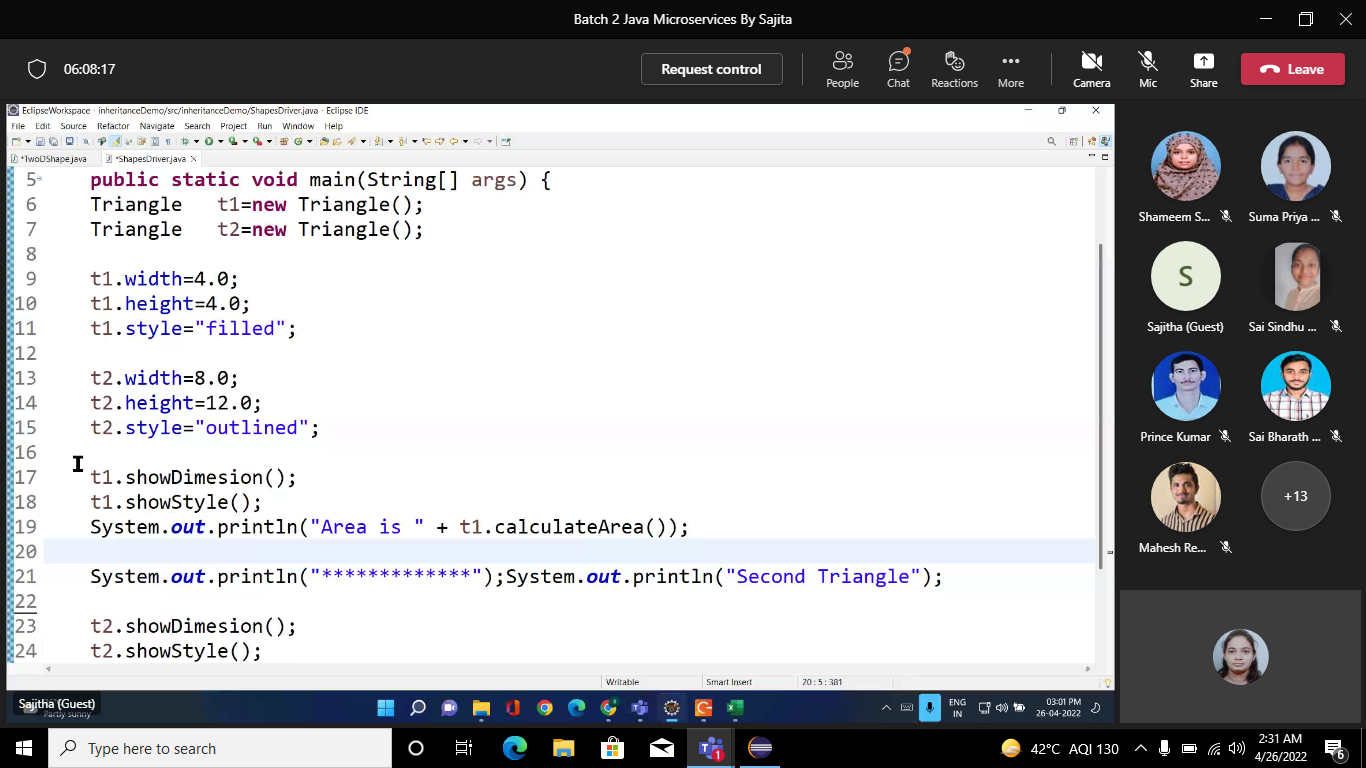 Batch 2 Java Microservices By Sajita
06:08:17
Request control
People
Chat
Reactions
More
Camera
Mic
Share
Leave
EclipseWorkspace - inheritanceDemo/src/inheritanceDemo/ShapesDriver.java - Eclipse IDE
File Edit Source Refactor Navigate Search Project Run Window Help
*TwoDShape.java
*ShapesDriver.java
5 public static void main(String[] args) {
6 Triangle t1=new Triangle();
7 Triangle t2=new Triangle();
8
9 t1.width=4.0;
10 t1.height=4.0;
11 t1.style="filled";
12
13 t2.width=8.0;
14 t2.height=12.0;
15 t2.style="outlined";
16
17 t1.showDimesion();
18 t1.showStyle();
19 System.out.println("Area is " + t1.calculateArea());
20
21 System.out.println("*************");System.out.println("Second Triangle");
22
23 t2.showDimesion();
24 t2.showStyle();
Writable
Smart Insert
20 : 5 : 381
Shameem S...
Suma Priya ...
S
Sajitha (Guest)
Sai Sindhu ...
Prince Kumar
Sai Bharath ...
Mahesh Re...
+13
Sajitha (Guest)
Partly sunny
ENG
IN
03:01 PM
26-04-2022
Type here to search
1
42°C AQI 130
2:31 AM
4/26/2022
6